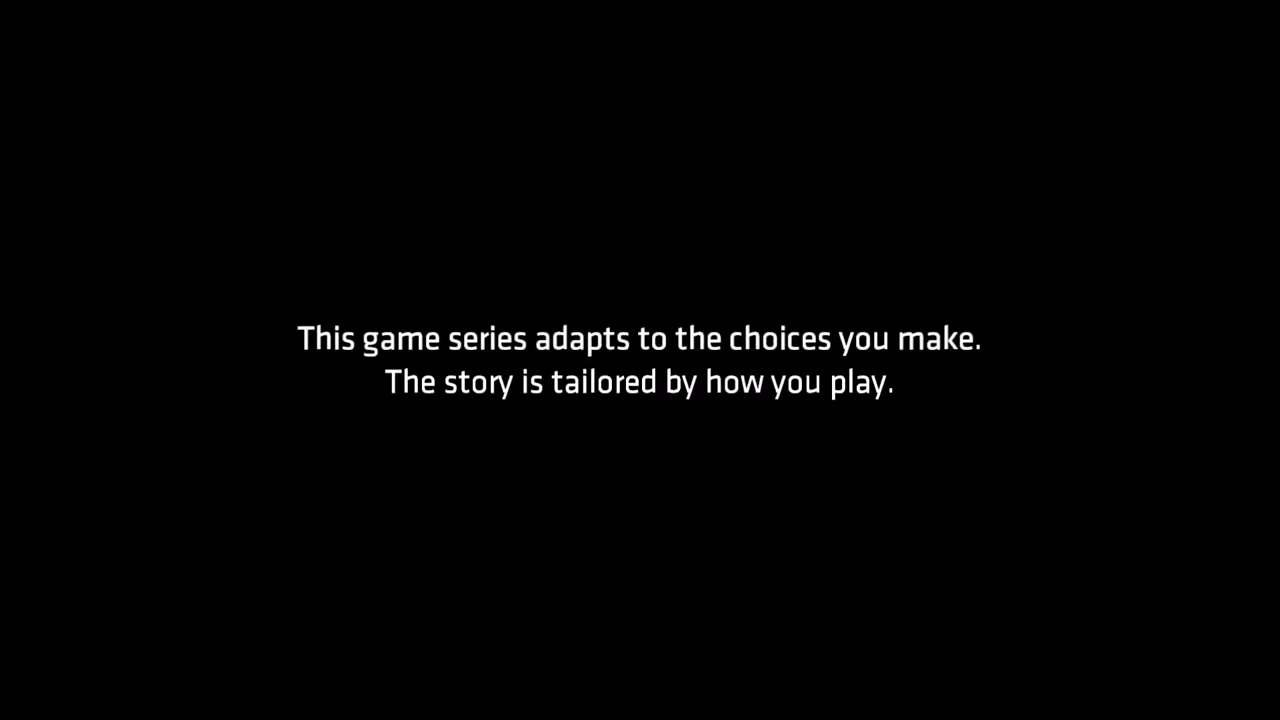 This game series adapts to the choices you make.
The story is tailored by how you play.